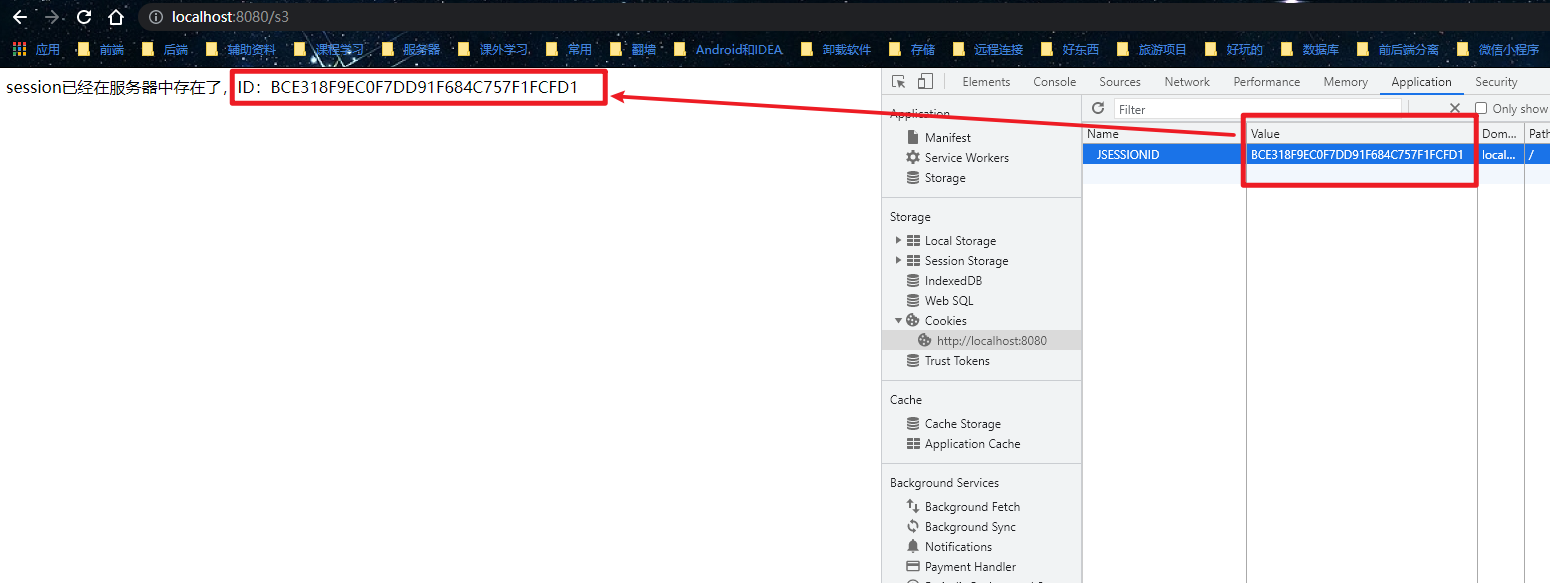 localhost:8080/s3
应用 前端 后端 辅助资料 课程学习 服务器 课外学习 常用 翻墙 Android和IDEA 卸载软件 存储 远程连接 好东西 旅游项目 好玩的 数据库 前后端分离 微信小程序
session已经在服务器中存在了，ID：BCE318F9EC0F7DD91F684C757F1FCFD1
Elements Console Sources Network Performance Memory Application Security
Application
Manifest
Service Workers
Storage
Storage
Local Storage
Session Storage
IndexedDB
Web SQL
Cookies
http://localhost:8080
Trust Tokens
Cache
Cache Storage
Application Cache
Background Services
Background Fetch
Background Sync
Notifications
Payment Handler
Filter Only show
Name Value Dom... Path
JSESSIONID BCE318F9EC0F7DD91F684C757F1FCFD1 local... /